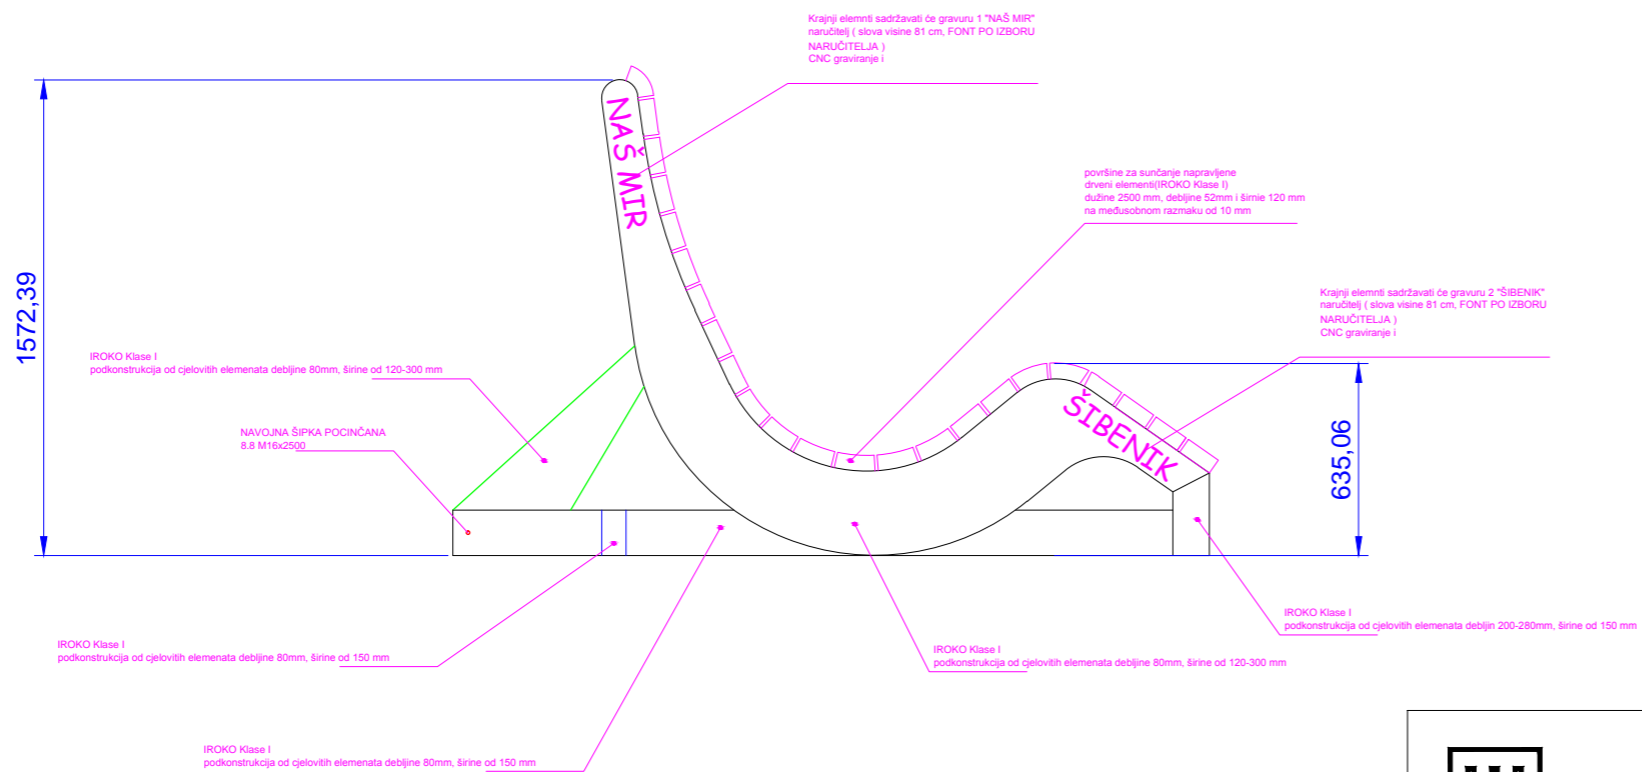 Krajnji elemnti sadržavati će gravuru 1 "NAŠ MIR"
naručitelj ( slova visine 81 cm, FONT PO IZBORU
NARUČITELJA )
CNC graviranje i
NAŠ MIR
površine za sunčanje napravljene
drveni elementi(IROKO Klase I)
dužine 2500 mm, debljine 52mm i širnie 120 mm
na međusobnom razmaku od 10 mm
1572,39
Krajnji elemnti sadržavati će gravuru 2 "ŠIBENIK"
naručitelj ( slova visine 81 cm, FONT PO IZBORU
NARUČITELJA )
CNC graviranje i
IROKO Klase I
podkonstrukcija od cjelovitih elemenata debljine 80mm, širine od 120-300 mm
ŠIBENIK
635,06
NAVOJNA ŠIPKA POCINČANA
8.8 M16x2500
IROKO Klase I
podkonstrukcija od cjelovitih elemenata debljin 200-280mm, širine od 150 mm
IROKO Klase I
podkonstrukcija od cjelovitih elemenata debljine 80mm, širine od 150 mm
IROKO Klase I
podkonstrukcija od cjelovitih elemenata debljine 80mm, širine od 120-300 mm
IROKO Klase I
podkonstrukcija od cjelovitih elemenata debljine 80mm, širine od 150 mm